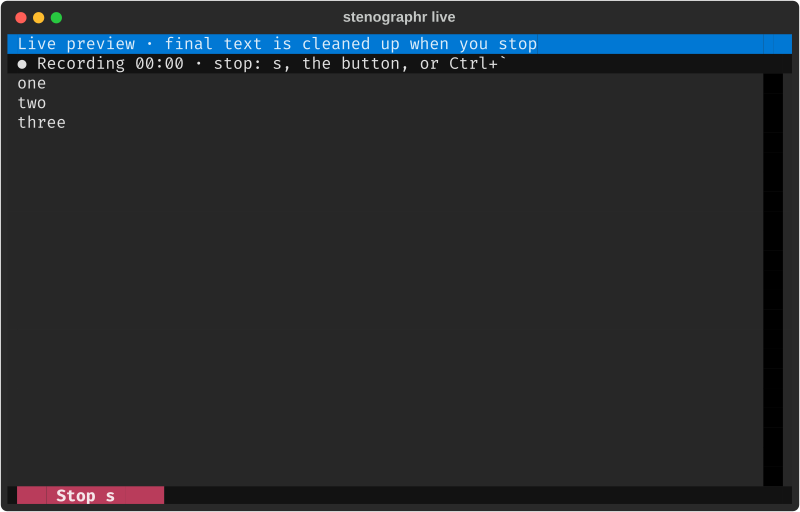 stenographr live
Live preview · final text is cleaned up when you stop
● Recording 00:00 · stop: s, the button, or Ctrl+`
one
two
three
Stop s